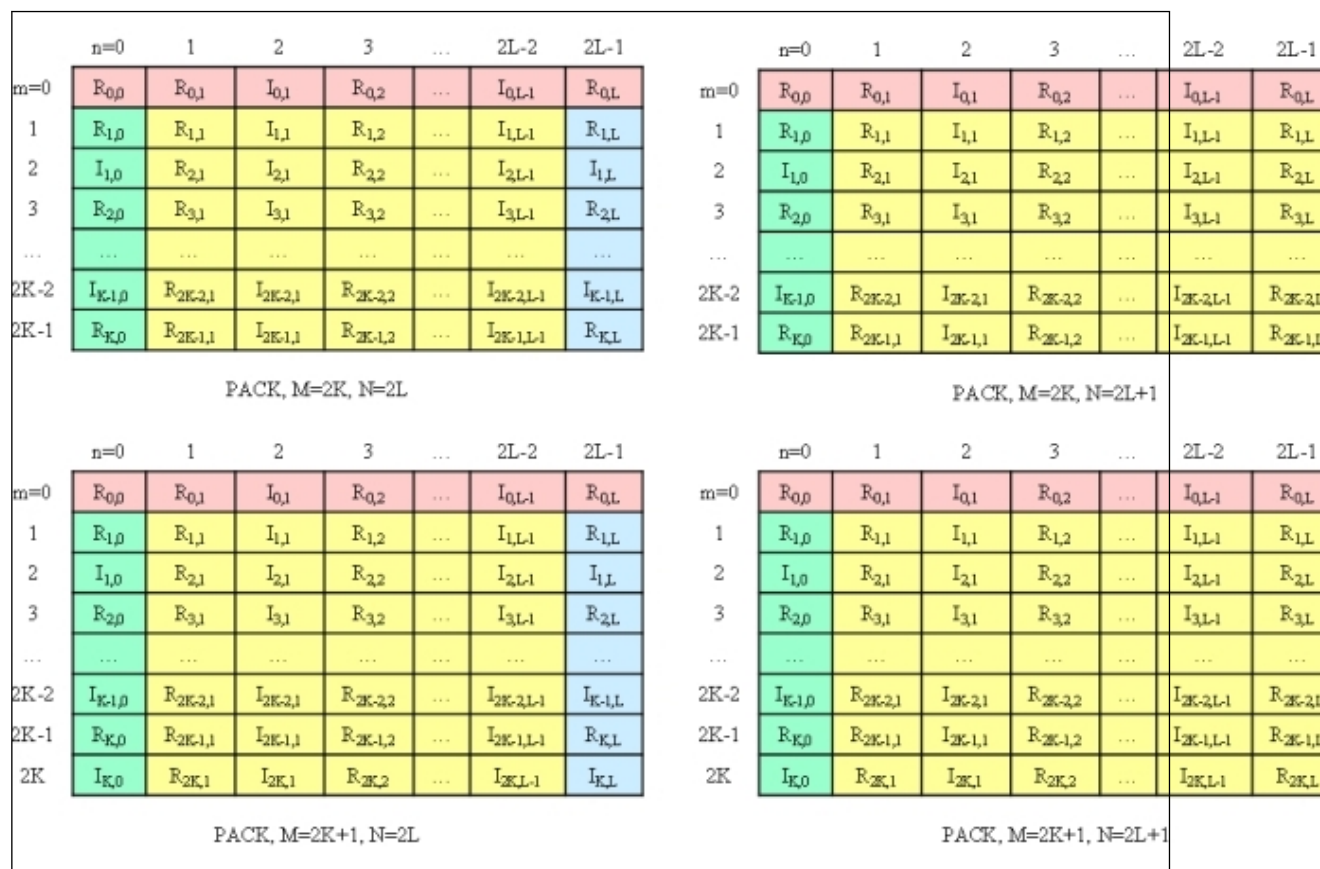 n=0 1 2 3 ... 2L-2 2L-1
m=0 R0,0 R0,1 I0,1 R0,2 ... I0,L-1 R0,L
1 R1,0 R1,1 I1,1 R1,2 ... I1,L-1 R1,L
2 I1,0 R2,1 I2,1 R2,2 ... I2,L-1 I1,L
3 R2,0 R3,1 I3,1 R3,2 ... I3,L-1 R2,L
... ... ... ... ... ... ... ...
2K-2 IK-1,0 R2K-2,1 I2K-2,1 R2K-2,2 ... I2K-2,L-1 IK-1,L
2K-1 RK,0 R2K-1,1 I2K-1,1 R2K-1,2 ... I2K-1,L-1 RK,L
PACK, M=2K, N=2L
n=0 1 2 3 ... 2L-2 2L-1
m=0 R0,0 R0,1 I0,1 R0,2 ... I0,L-1 R0,L
1 R1,0 R1,1 I1,1 R1,2 ... I1,L-1 R1,L
2 I1,0 R2,1 I2,1 R2,2 ... I2,L-1 R2,L
3 R2,0 R3,1 I3,1 R3,2 ... I3,L-1 R3,L
... ... ... ... ... ... ... ...
2K-2 IK-1,0 R2K-2,1 I2K-2,1 R2K-2,2 ... I2K-2,L-1 R2K-2,L
2K-1 RK,0 R2K-1,1 I2K-1,1 R2K-1,2 ... I2K-1,L-1 R2K-1,L
PACK, M=2K, N=2L+1
n=0 1 2 3 ... 2L-2 2L-1
m=0 R0,0 R0,1 I0,1 R0,2 ... I0,L-1 R0,L
1 R1,0 R1,1 I1,1 R1,2 ... I1,L-1 R1,L
2 I1,0 R2,1 I2,1 R2,2 ... I2,L-1 I1,L
3 R2,0 R3,1 I3,1 R3,2 ... I3,L-1 R2,L
... ... ... ... ... ... ... ...
2K-2 IK-1,0 R2K-2,1 I2K-2,1 R2K-2,2 ... I2K-2,L-1 IK-1,L
2K-1 RK,0 R2K-1,1 I2K-1,1 R2K-1,2 ... I2K-1,L-1 RK,L
2K IK,0 R2K,1 I2K,1 R2K,2 ... I2K,L-1 IK,L
PACK, M=2K+1, N=2L
n=0 1 2 3 ... 2L-2 2L-1
m=0 R0,0 R0,1 I0,1 R0,2 ... I0,L-1 R0,L
1 R1,0 R1,1 I1,1 R1,2 ... I1,L-1 R1,L
2 I1,0 R2,1 I2,1 R2,2 ... I2,L-1 R2,L
3 R2,0 R3,1 I3,1 R3,2 ... I3,L-1 R3,L
... ... ... ... ... ... ... ...
2K-2 IK-1,0 R2K-2,1 I2K-2,1 R2K-2,2 ... I2K-2,L-1 R2K-2,L
2K-1 RK,0 R2K-1,1 I2K-1,1 R2K-1,2 ... I2K-1,L-1 R2K-1,L
2K IK,0 R2K,1 I2K,1 R2K,2 ... I2K,L-1 R2K,L
PACK, M=2K+1, N=2L+1